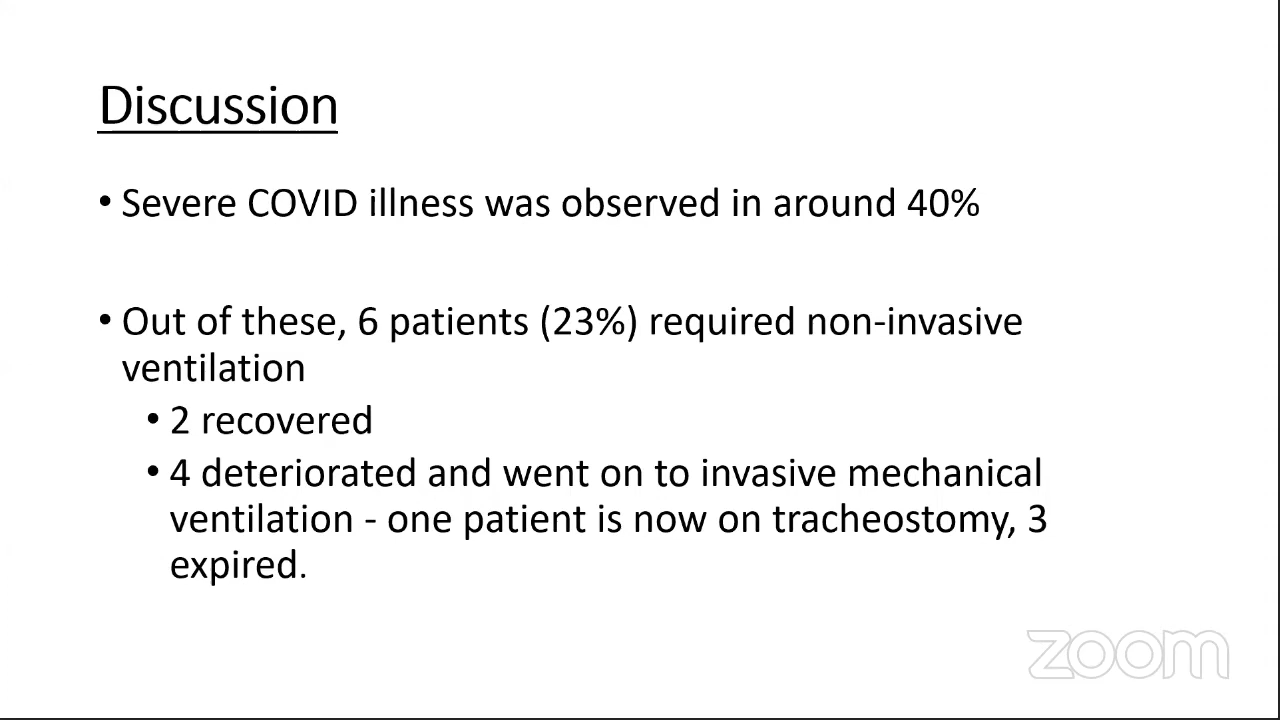 Discussion
• Severe COVID illness was observed in around 40%
• Out of these, 6 patients (23%) required non-invasive
ventilation
• 2 recovered
• 4 deteriorated and went on to invasive mechanical
ventilation - one patient is now on tracheostomy, 3
expired.
zoom